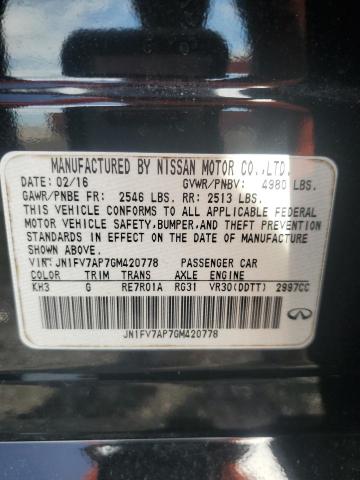 MANUFACTURED BY NISSAN MOTOR CO.,LTD.
DATE: 02/16 GVWR/PNBV: 4980 LBS.
GAWR/PNBE FR: 2546 LBS. RR: 2513 LBS.
THIS VEHICLE CONFORMS TO ALL APPLICABLE FEDERAL
MOTOR VEHICLE SAFETY,BUMPER,AND THEFT PREVENTION
STANDARDS IN EFFECT ON THE DATE OF MANUFACTURE
SHOWN ABOVE.
VIN: JN1FV7AP7GM420778 PASSENGER CAR
COLOR TRIM TRANS AXLE ENGINE
KH3 G RE7R01A RG31 VR30(DDTT) 2997CC
JN1FV7AP7GM420778